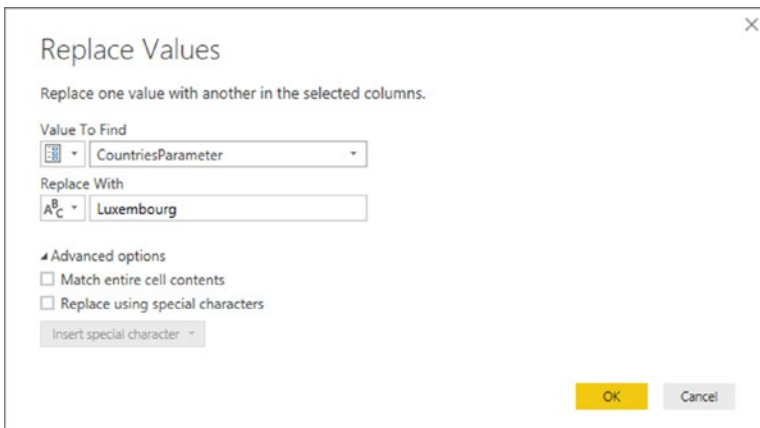 Replace Values
Replace one value with another in the selected columns.
Value To Find
CountriesParameter
Replace With
ABC
Luxembourg
Advanced options
Match entire cell contents
Replace using special characters
Insert special character
OK
Cancel